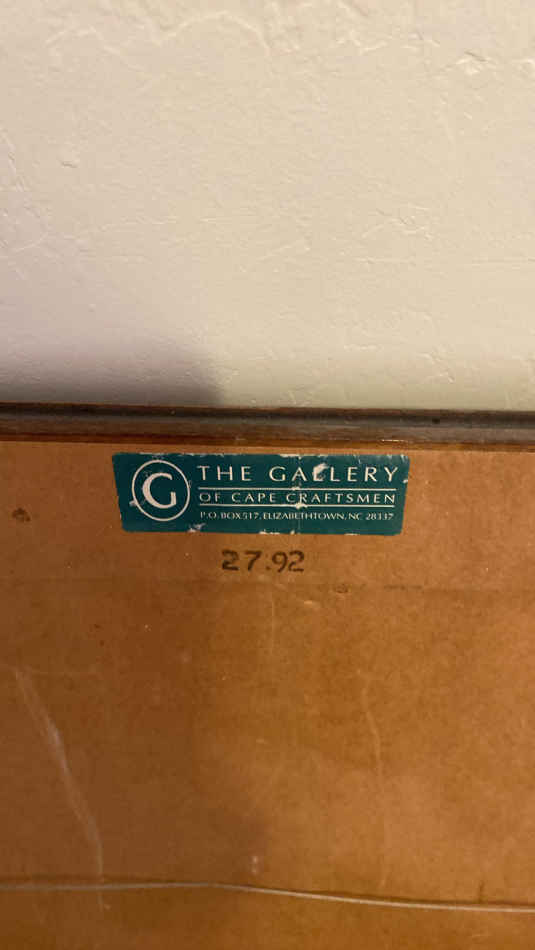 G
THE GALLERY
OF CAPE CRAFTSMEN
P.O. BOX 517, ELIZABETHTOWN, NC 28337
27.92